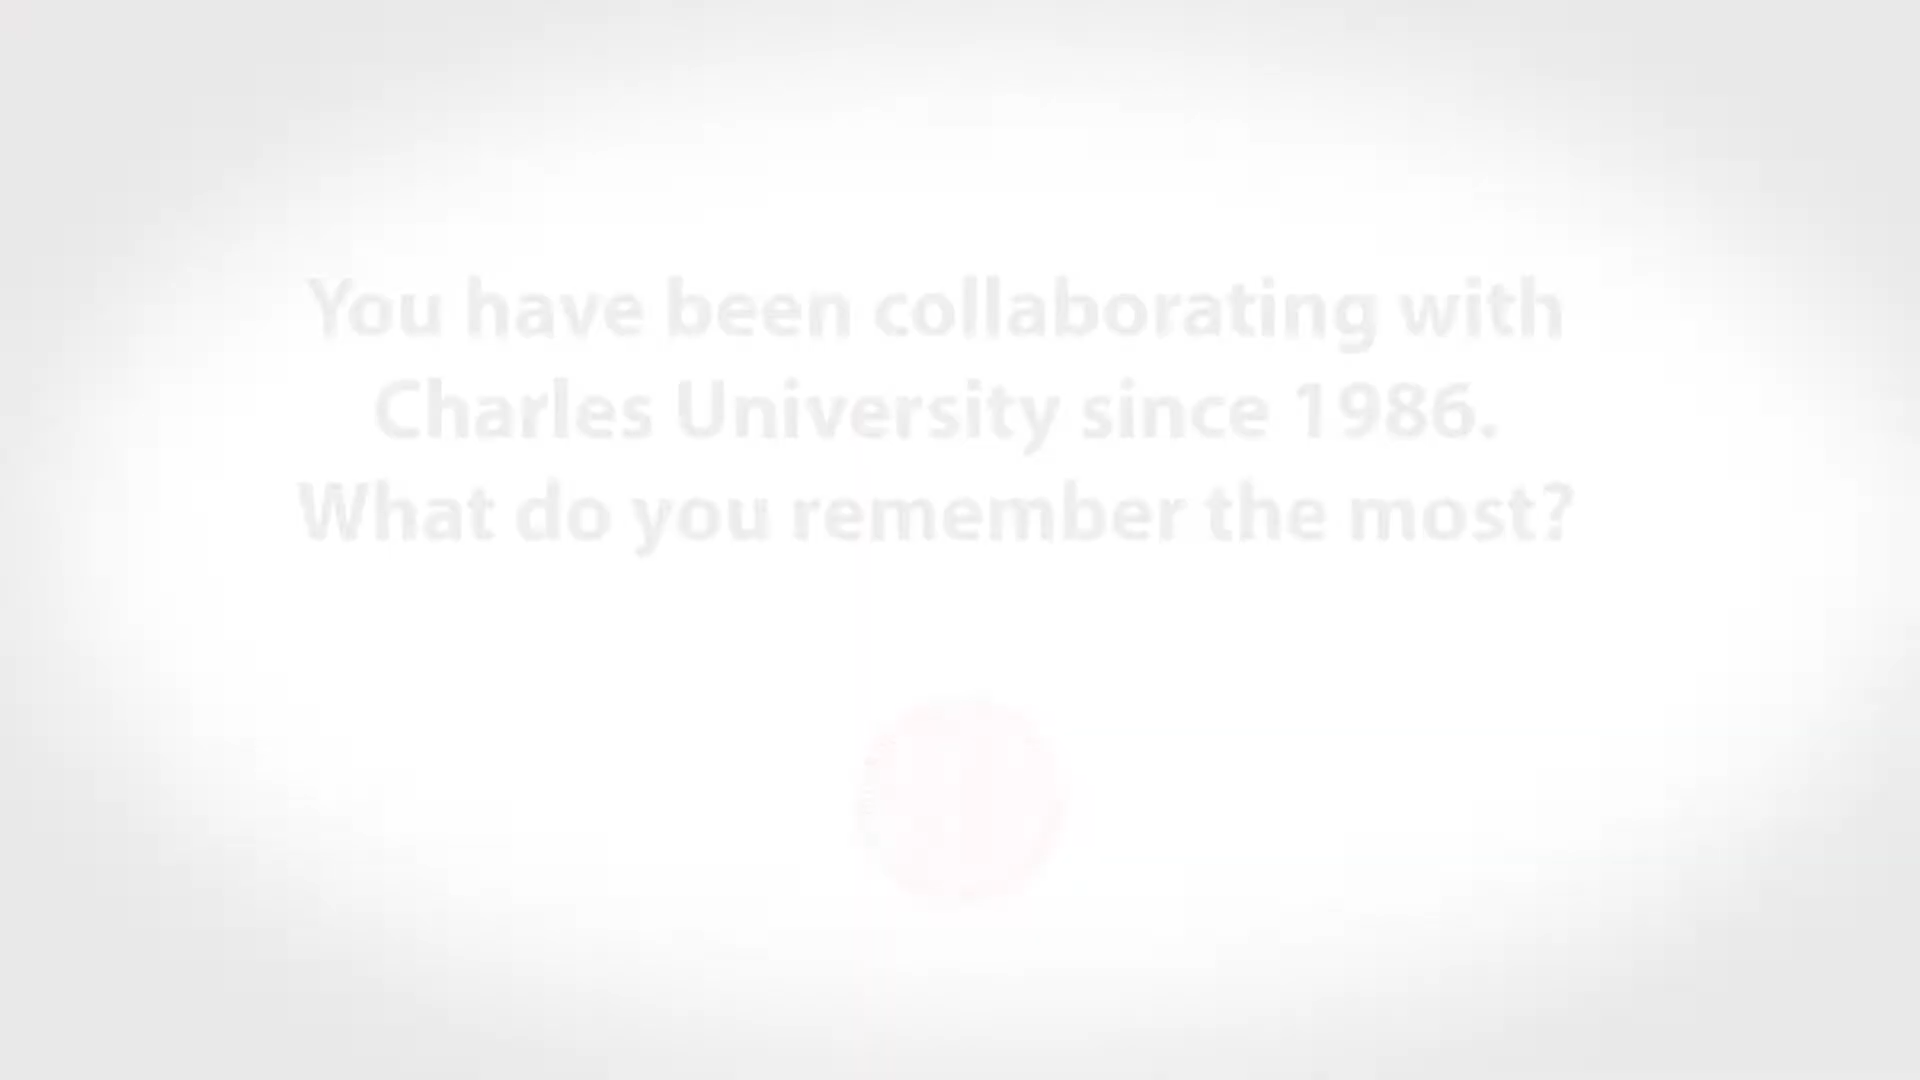 You have been collaborating with
Charles University since 1986.
What do you remember the most?